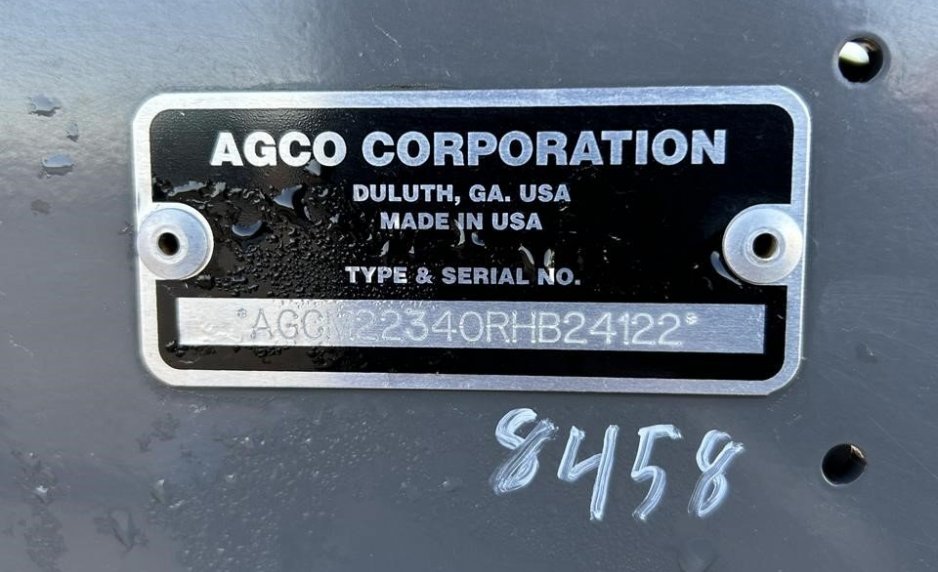 AGCO CORPORATION
DULUTH, GA. USA
MADE IN USA
TYPE & SERIAL NO.
*AGCM22340RHB24122*
8458